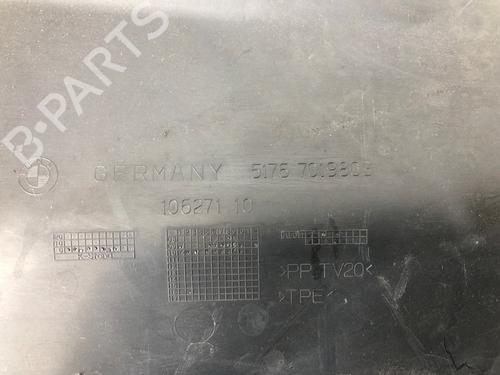 B-PARTS
GERMANY 5176 7019803
106271 10
>PP TV20<
>TPE<